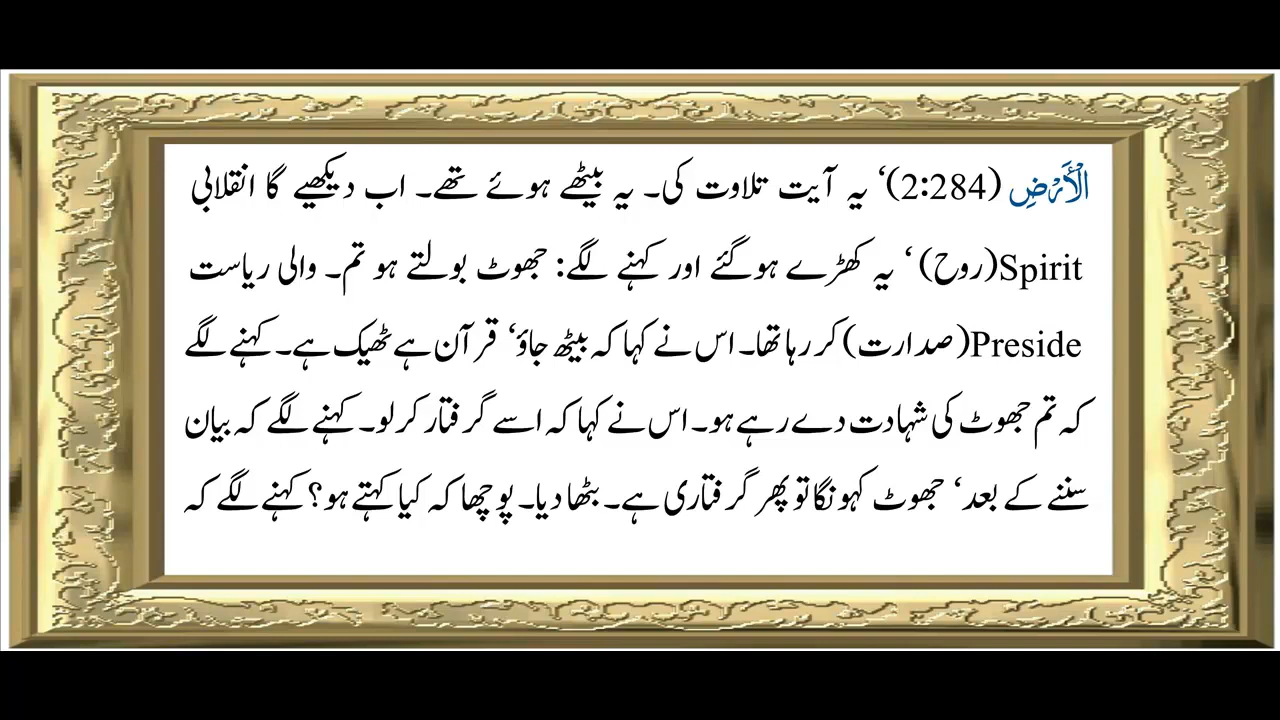 الْاَرْضِ (2:284)‘ یہ آیت تلاوت کی۔ یہ بیٹھے ہوئے تھے۔ اب دیکھیے گا انقلابی
Spirit(روح)‘ یہ کھڑے ہوگئے اور کہنے لگے: جھوٹ بولتے ہو تم۔ والی ریاست
Preside(صدارت) کر رہا تھا۔ اس نے کہا کہ بیٹھ جاؤ‘ قرآن ہے ٹھیک ہے۔ کہنے لگے
کہ تم جھوٹ کی شہادت دے رہے ہو۔ اس نے کہا کہ اسے گرفتار کر لو۔ کہنے لگے کہ بیان
سننے کے بعد‘ جھوٹ کہونگا تو پھر گرفتاری ہے۔ بٹھا دیا۔ پوچھا کہ کیا کہتے ہو؟ کہنے لگے کہ